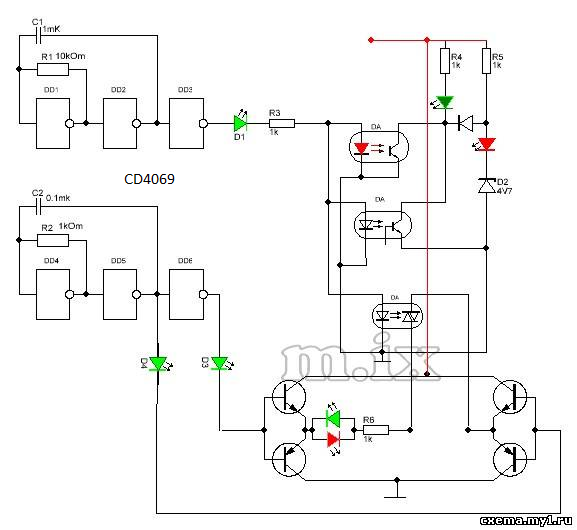 C1
1mK
R1 10kOm
DD1
DD2
DD3
D1
R3
1k
DA
R4
1k
R5
1k
D2
4V7
CD4069
C2
0.1mk
R2 1kOm
DD4
DD5
DD6
DA
DA
D4
D3
m.ix
R6
1k
cxema.my1.ru